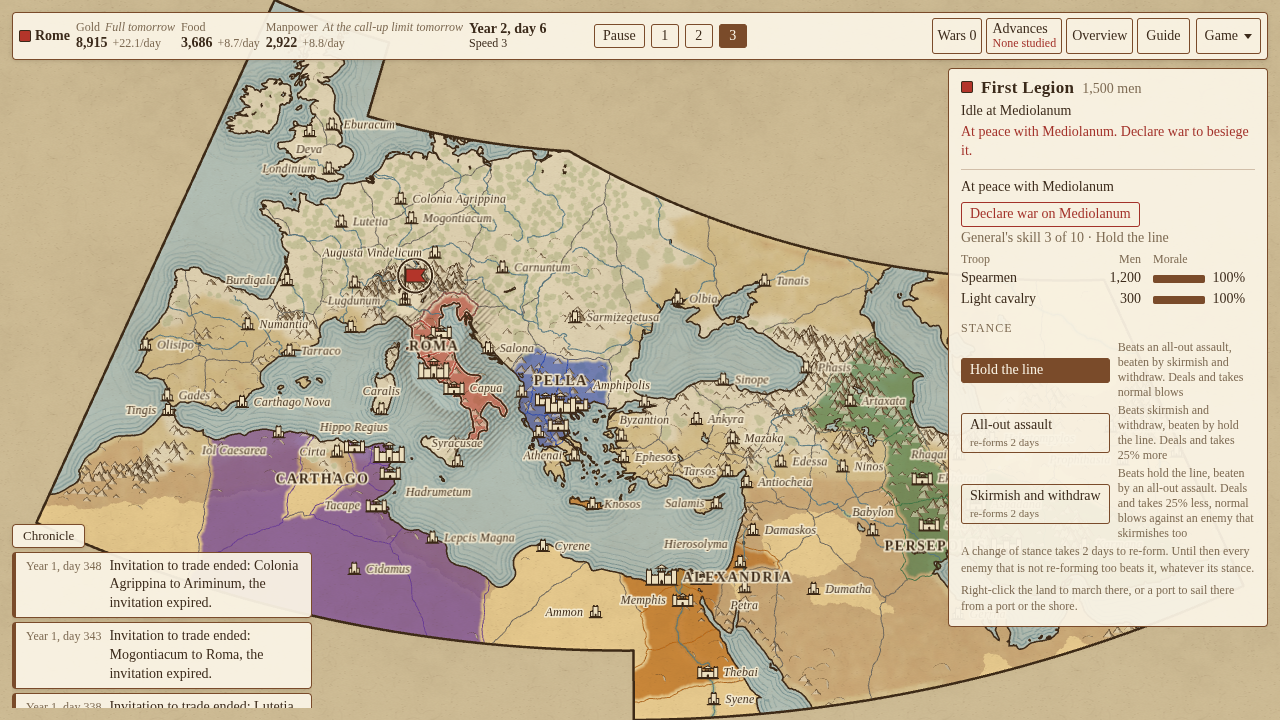 Rome
Gold Full tomorrow
8,915 +22.1/day
Food
3,686 +8.7/day
Manpower At the call-up limit tomorrow
2,922 +8.8/day
Year 2, day 6
Speed 3
Pause
1
2
3
Wars 0
Advances
None studied
Overview
Guide
Game
First Legion 1,500 men
Idle at Mediolanum
At peace with Mediolanum. Declare war to besiege
it.
At peace with Mediolanum
Declare war on Mediolanum
General's skill 3 of 10 · Hold the line
Troop Men Morale
Spearmen 1,200 100%
Light cavalry 300 100%
STANCE
Hold the line
Beats an all-out assault,
beaten by skirmish and
withdraw. Deals and takes
normal blows
All-out assault
re-forms 2 days
Beats skirmish and
withdraw, beaten by hold
the line. Deals and takes
25% more
Skirmish and withdraw
re-forms 2 days
Beats hold the line, beaten
by an all-out assault. Deals
and takes 25% less, normal
blows against an enemy that
skirmishes too
A change of stance takes 2 days to re-form. Until then every
enemy that is not re-forming too beats it, whatever its stance.
Right-click the land to march there, or a port to sail there
from a port or the shore.
Eburacum
Deva
Londinium
Colonia Agrippina
Lutetia
Mogontiacum
Augusta Vindelicum
Carnuntum
Burdigala
Lugdunum
Olbia
Tanais
Sarmizegetusa
Numantia
Olisipo
Tarraco
ROMA
Salona
Phasis
PELLA
Amphipolis
Sinope
Gades
Carthago Nova
Caralis
Capua
Artaxata
Tingis
Hippo Regius
Byzantion
Ankyra
Iol Caesarea
Cirta
Syracusae
Athenai
Ephesos
Mazaka
Edessa
Ninos
Rhagai
Tarsos
CARTHAGO
Hadrumetum
Antiocheia
Tacape
Knosos
Salamis
Babylon
Lepcis Magna
Cyrene
Hierosolyma
Damaskos
PERSEP
Cidamus
ALEXANDRIA
Ammon
Memphis
Petra
Dumatha
Thebai
Syene
Chronicle
Year 1, day 348 Invitation to trade ended: Colonia
Agrippina to Ariminum, the
invitation expired.
Year 1, day 343 Invitation to trade ended:
Mogontiacum to Roma, the
invitation expired.
Year 1, day 338 Invitation to trade ended: Lutetia